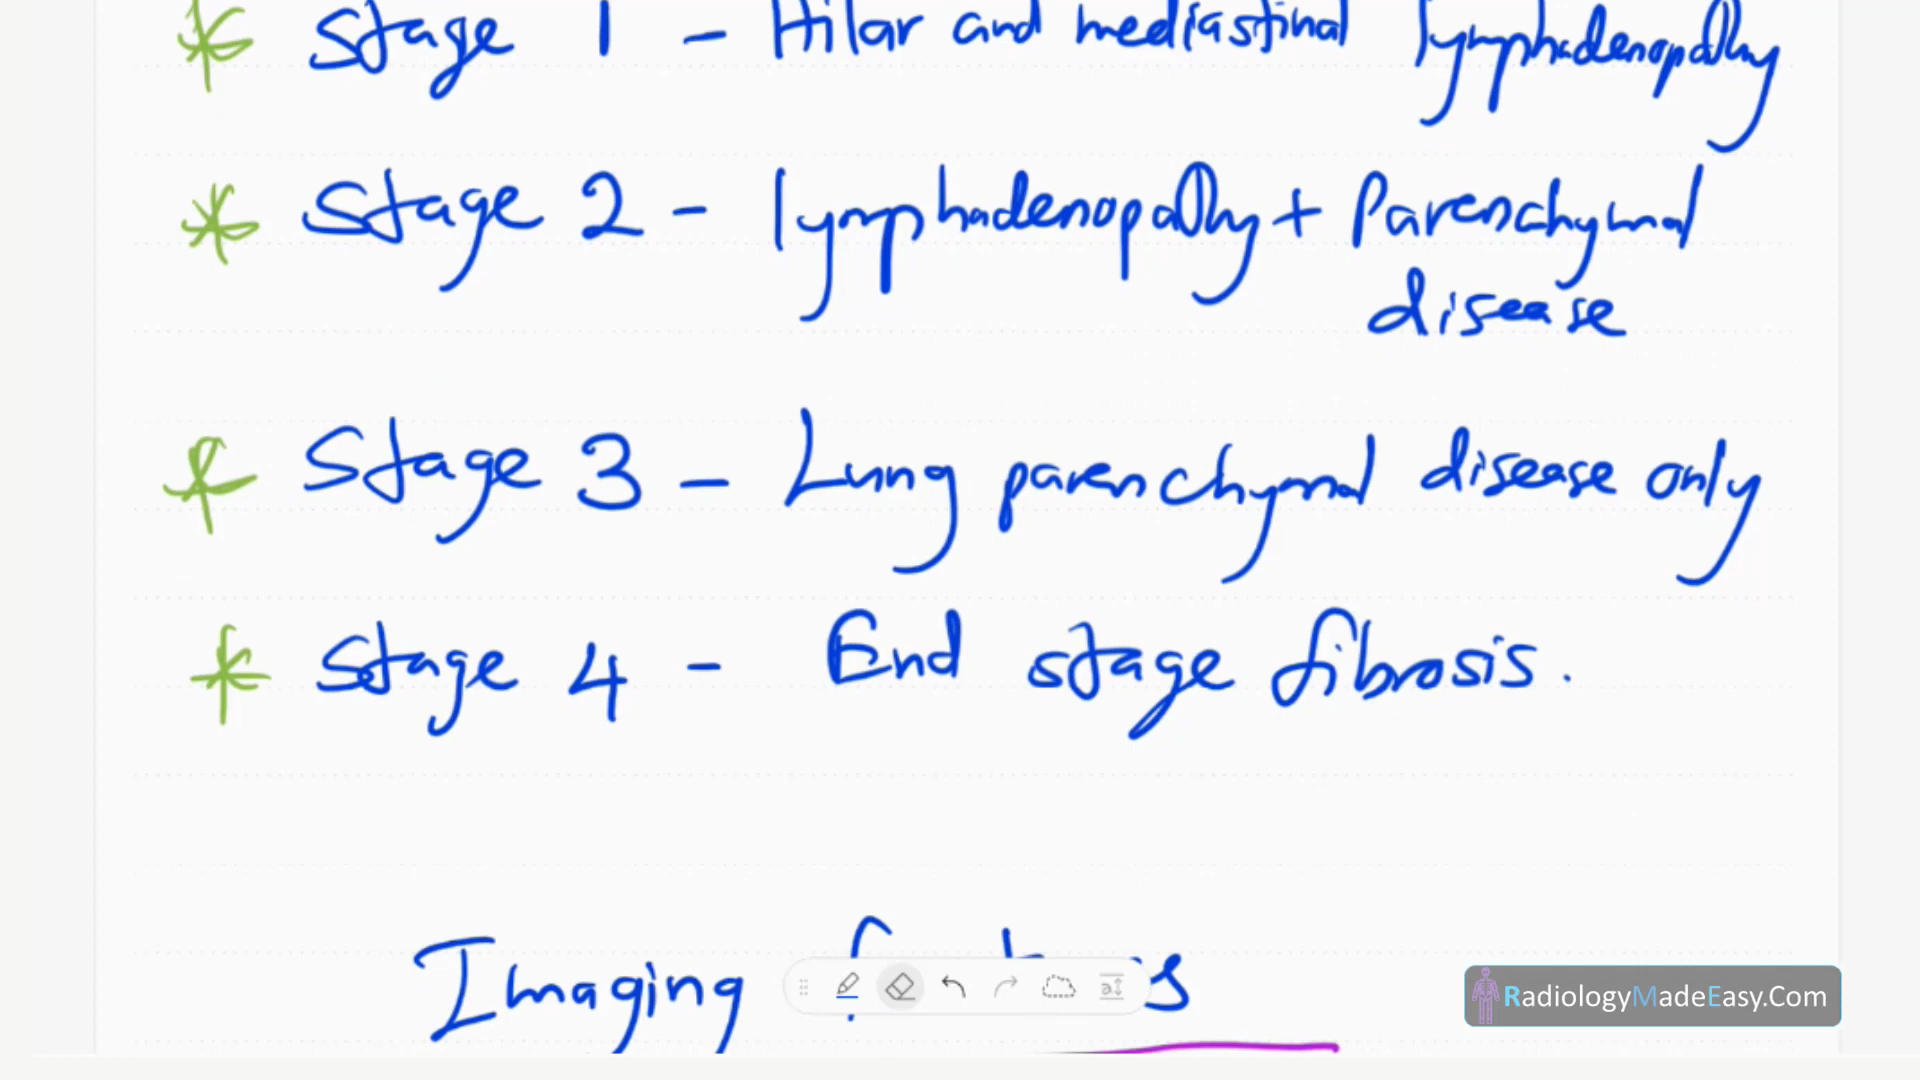 * Stage 1 - Hilar and mediastinal lymphadenopathy
* Stage 2 - lymphadenopathy + Parenchymal
disease
* Stage 3 - Lung parenchymal disease only
* Stage 4 - End stage fibrosis.
Imaging
RadiologyMadeEasy.Com